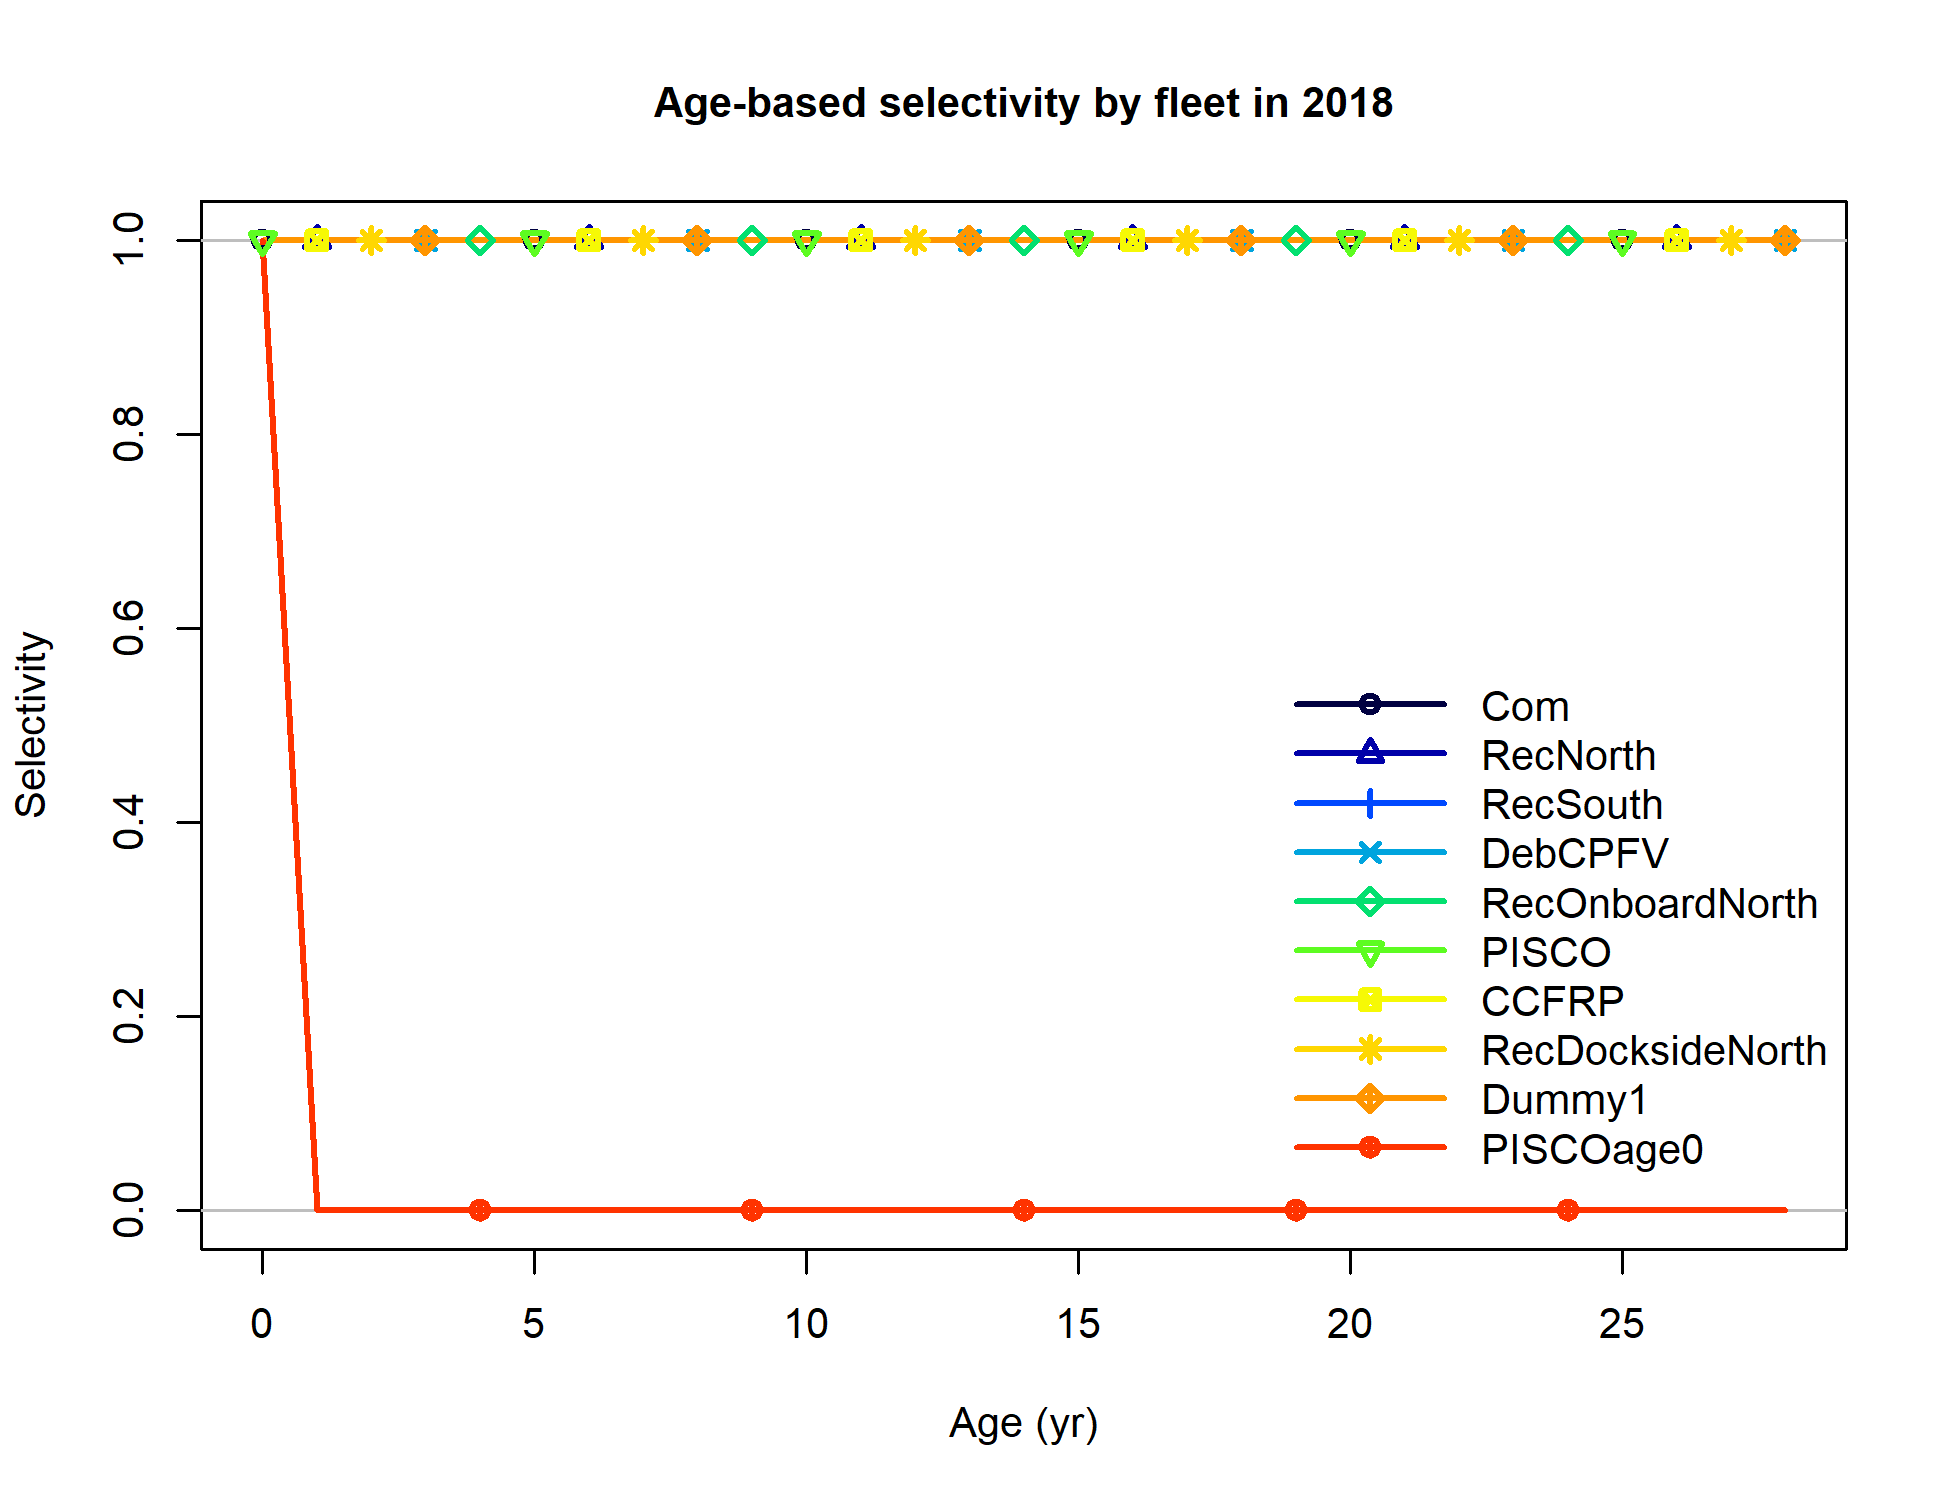 Age-based selectivity by fleet in 2018
Selectivity
1.0
0.8
0.6
0.4
0.2
0.0
Com
RecNorth
RecSouth
DebCPFV
RecOnboardNorth
PISCO
CCFRP
RecDocksideNorth
Dummy1
PISCOage0
0 5 10 15 20 25
Age (yr)